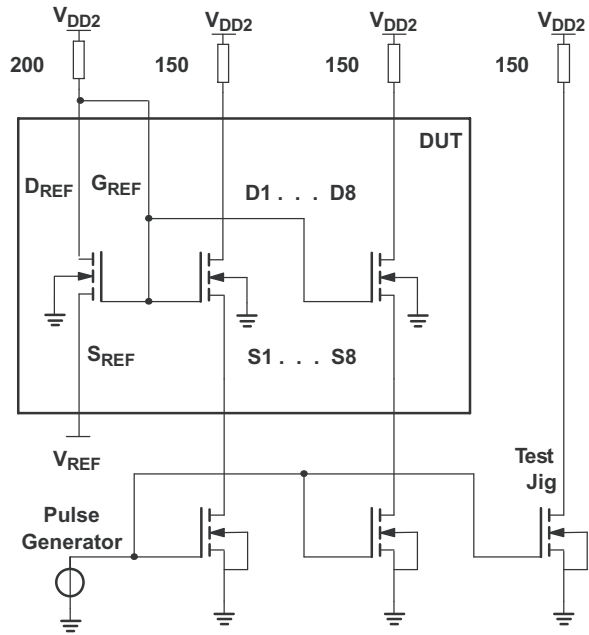 VDD2 VDD2 VDD2 VDD2
200 150 150 150
DUT
DREF GREF D1 . . . D8
SREF S1 . . . S8
VREF
Test
Jig
Pulse
Generator